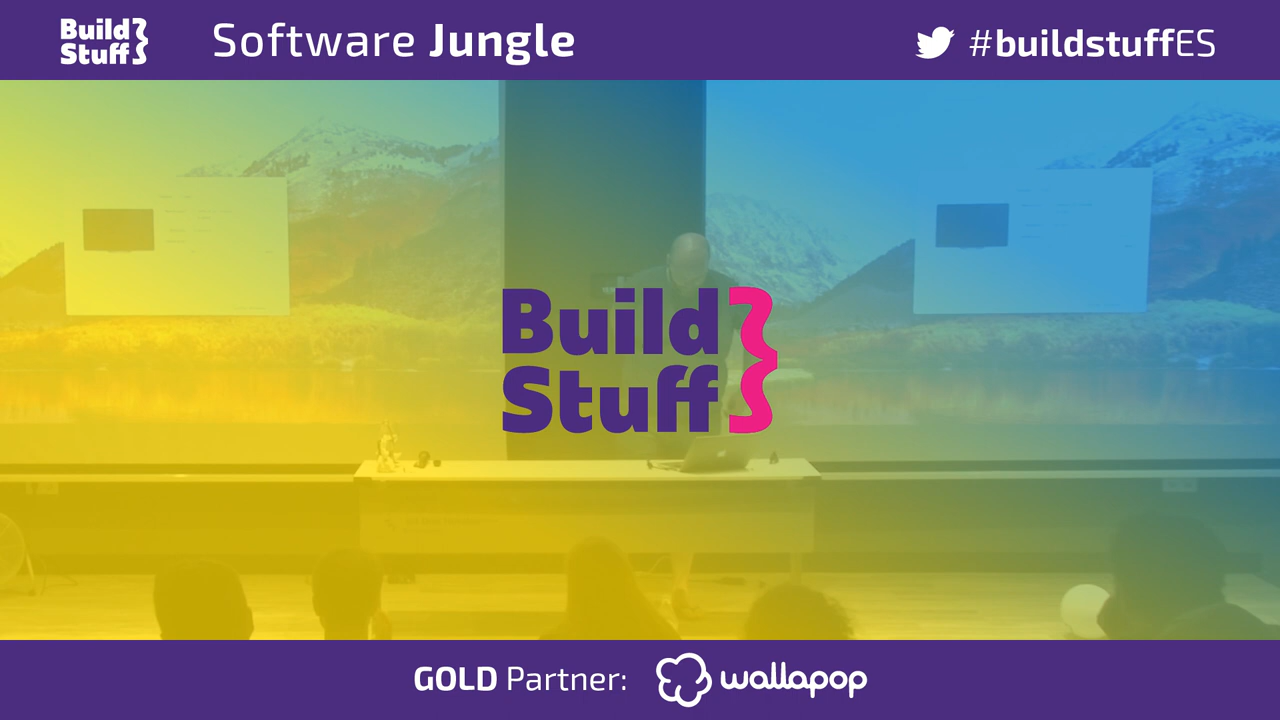 Build
Stuff
Software Jungle
#buildstuffES
Build
Stuff
GOLD Partner:
wallapop